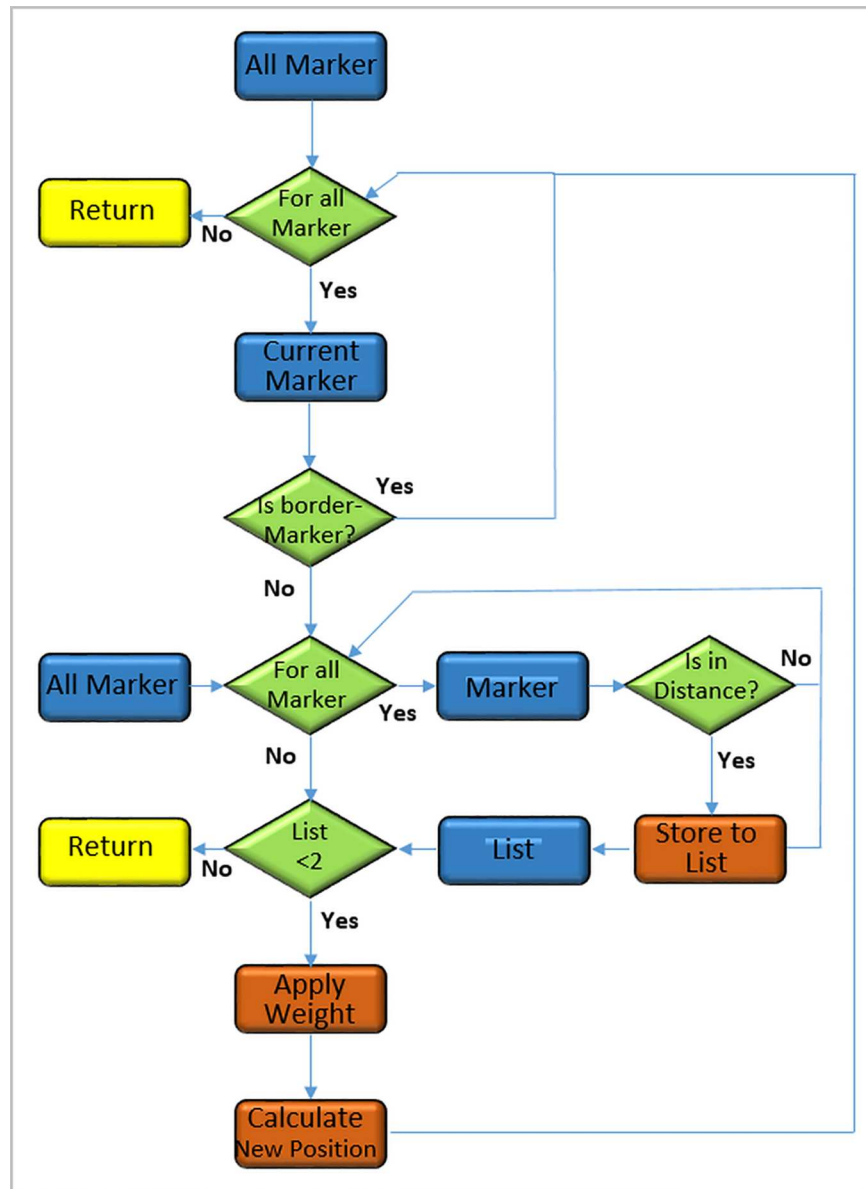 All Marker
For all
Marker
Return
No
Yes
Current
Marker
Is border-
Marker?
Yes
No
All Marker
For all
Marker
Yes
Marker
Is in
Distance?
No
No
Yes
Return
No
List
<2
List
Store to
List
Yes
Apply
Weight
Calculate
New Position